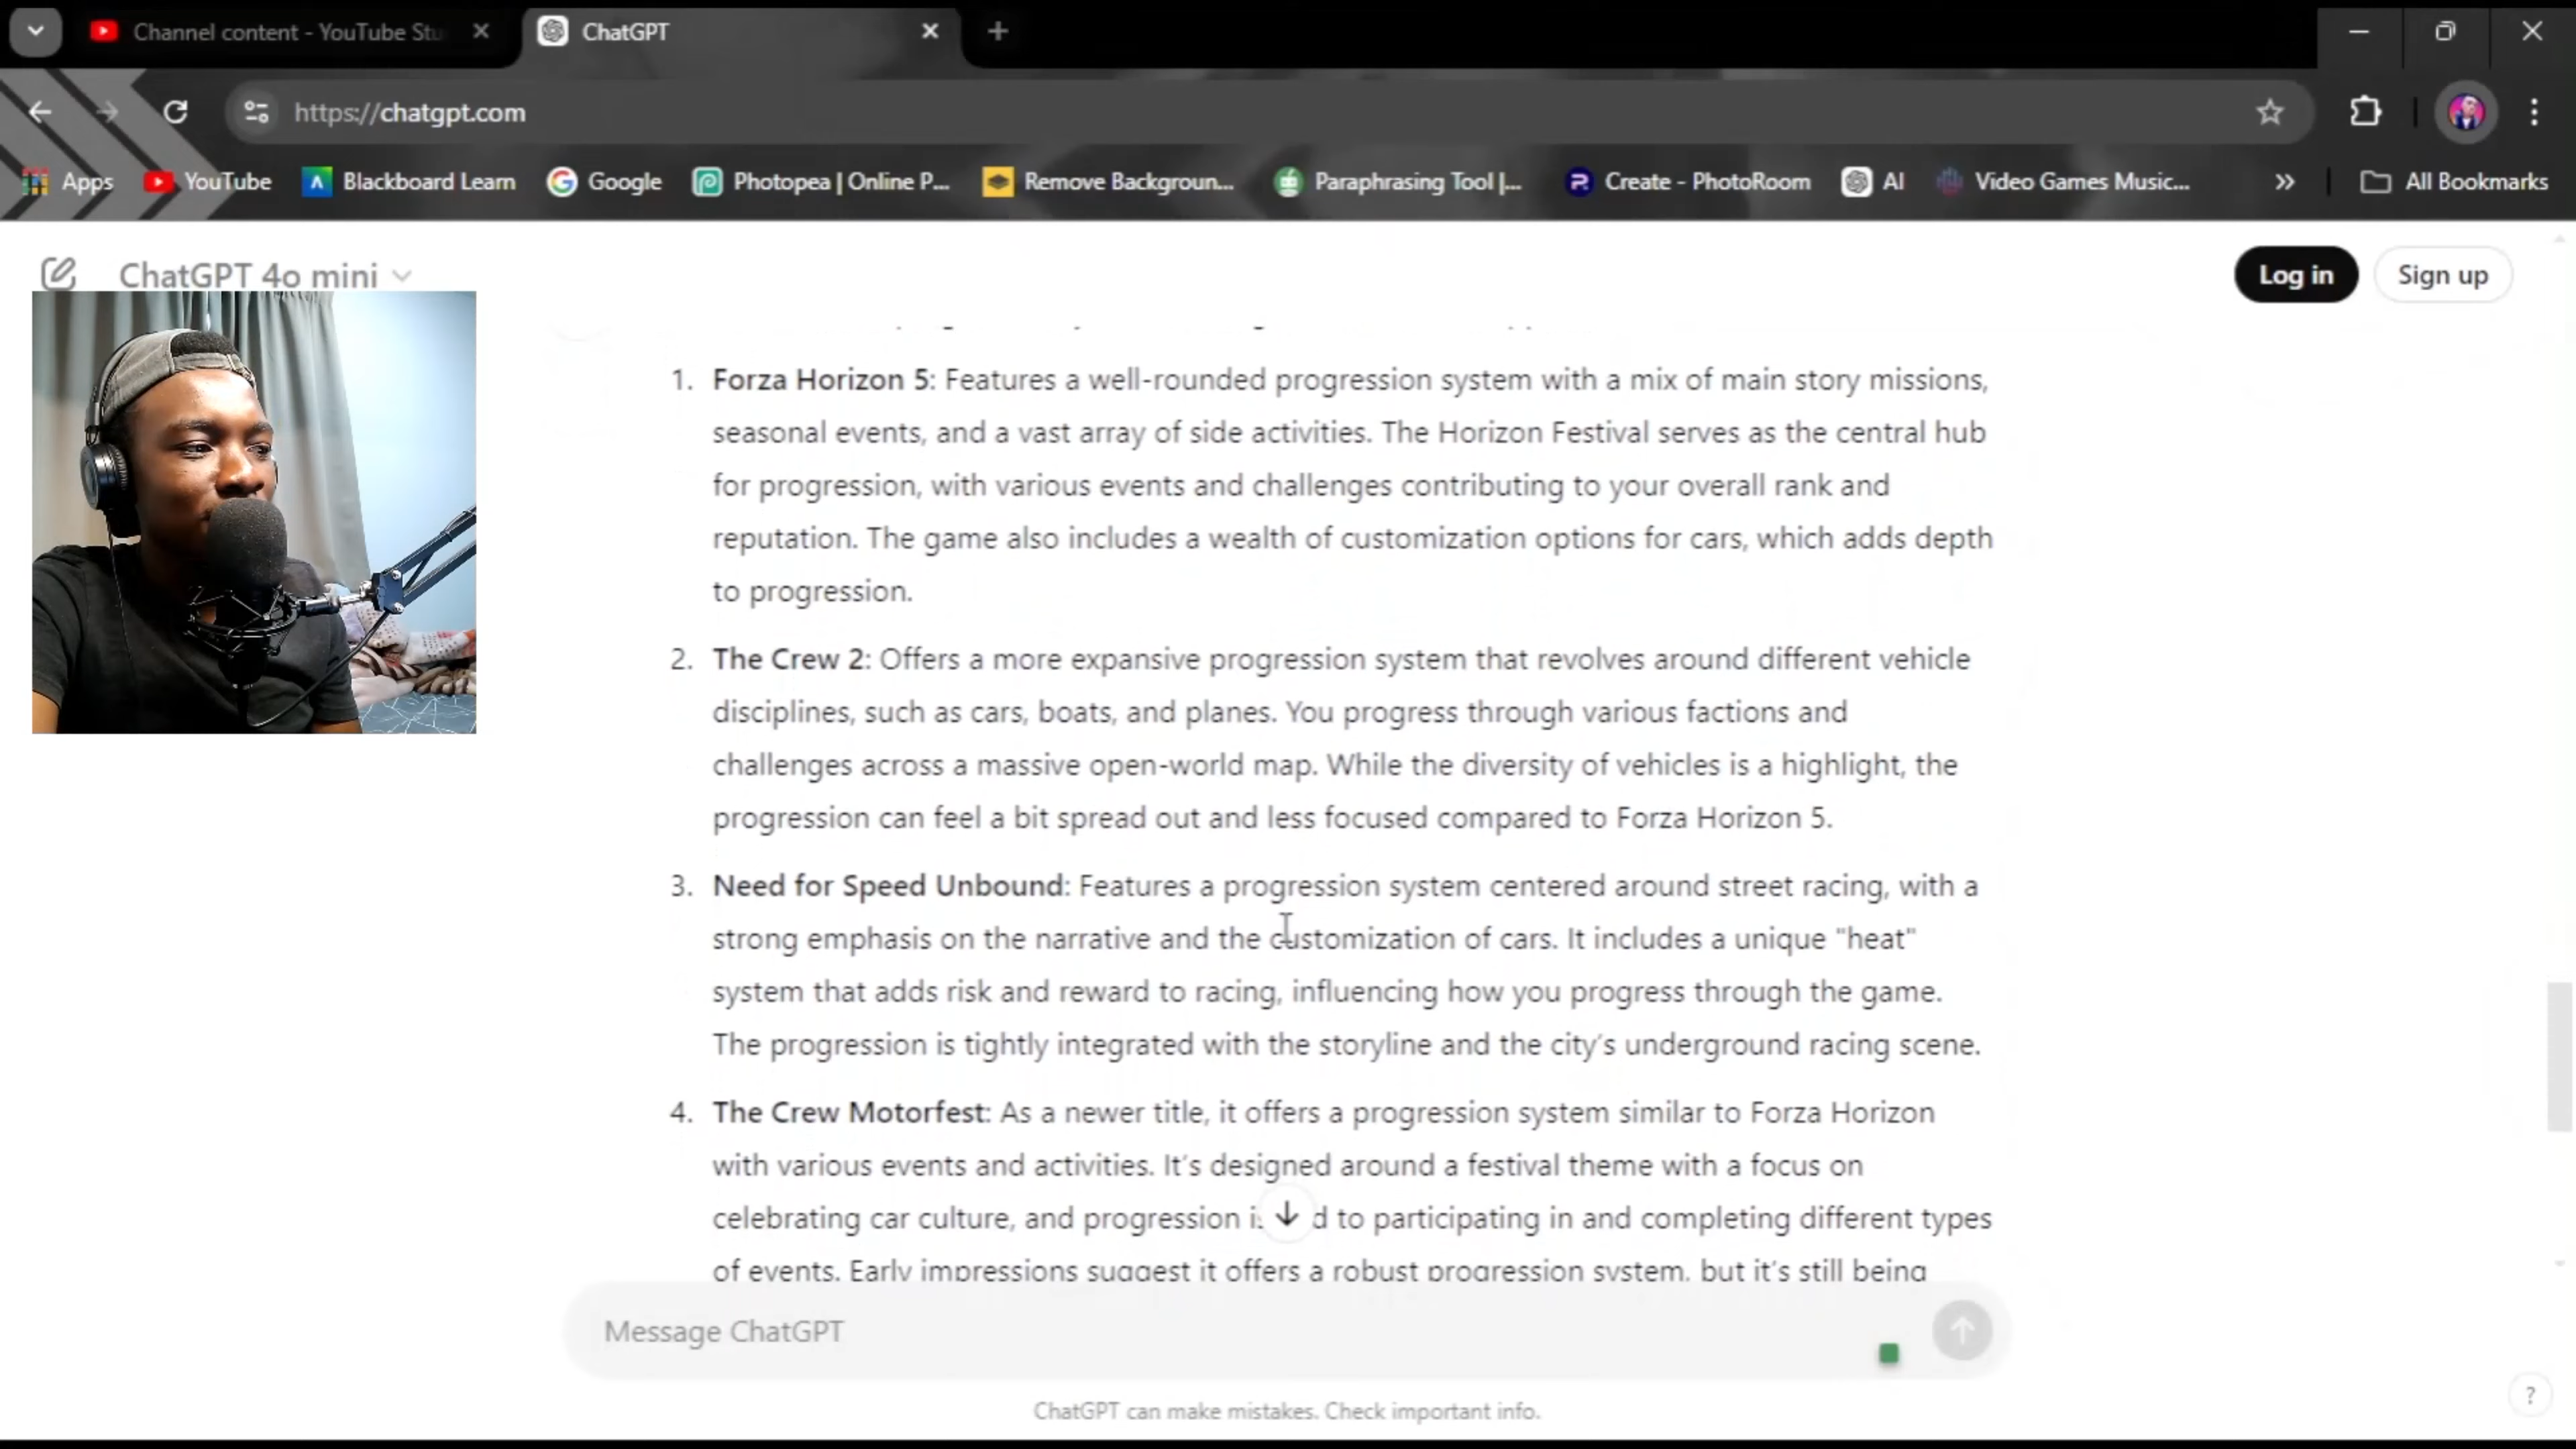 Channel content - YouTube Stu
ChatGPT
https://chatgpt.com
Apps
YouTube
Blackboard Learn
Google
Photopea | Online P...
Remove Backgroun...
Paraphrasing Tool |...
Create - PhotoRoom
AI
Video Games Music...
All Bookmarks
ChatGPT 4o mini
Log in
Sign up
1. Forza Horizon 5: Features a well-rounded progression system with a mix of main story missions,
seasonal events, and a vast array of side activities. The Horizon Festival serves as the central hub
for progression, with various events and challenges contributing to your overall rank and
reputation. The game also includes a wealth of customization options for cars, which adds depth
to progression.
2. The Crew 2: Offers a more expansive progression system that revolves around different vehicle
disciplines, such as cars, boats, and planes. You progress through various factions and
challenges across a massive open-world map. While the diversity of vehicles is a highlight, the
progression can feel a bit spread out and less focused compared to Forza Horizon 5.
3. Need for Speed Unbound: Features a progression system centered around street racing, with a
strong emphasis on the narrative and the customization of cars. It includes a unique "heat"
system that adds risk and reward to racing, influencing how you progress through the game.
The progression is tightly integrated with the storyline and the city's underground racing scene.
4. The Crew Motorfest: As a newer title, it offers a progression system similar to Forza Horizon
with various events and activities. It's designed around a festival theme with a focus on
celebrating car culture, and progression to participating in and completing different types
of events. Early impressions suggest it offers a robust progression system, but it's still being
Message ChatGPT
ChatGPT can make mistakes. Check important info.
?